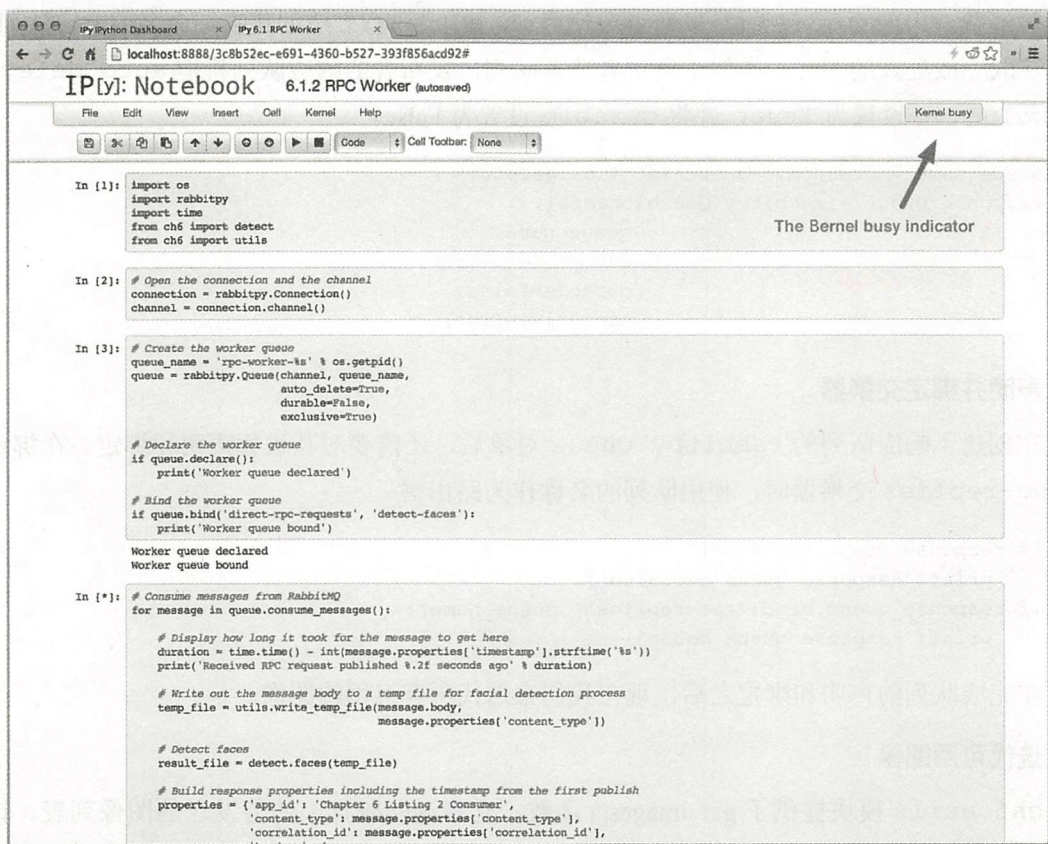 IPy IPython Dashboard
IPy 6.1 RPC Worker
localhost:8888/3c8b52ec-e691-4360-b527-393f856acd92#
IP[y]: Notebook 6.1.2 RPC Worker (autosaved)
File Edit View Insert Cell Kernel Help
Kernel busy
Code Cell Toolbar: None
The Bernel busy indicator
In [1]: import os
import rabbitpy
import time
from ch6 import detect
from ch6 import utils
In [2]: # Open the connection and the channel
connection = rabbitpy.Connection()
channel = connection.channel()
In [3]: # Create the worker queue
queue_name = 'rpc-worker-%s' % os.getpid()
queue = rabbitpy.Queue(channel, queue_name,
auto_delete=True,
durable=False,
exclusive=True)
# Declare the worker queue
if queue.declare():
print('Worker queue declared')
# Bind the worker queue
if queue.bind('direct-rpc-requests', 'detect-faces'):
print('Worker queue bound')
Worker queue declared
Worker queue bound
In [*]: # Consume messages from RabbitMQ
for message in queue.consume_messages():
# Display how long it took for the message to get here
duration = time.time() - int(message.properties['timestamp'].strftime('%s'))
print('Received RPC request published %.2f seconds ago' % duration)
# Write out the message body to a temp file for facial detection process
temp_file = utils.write_temp_file(message.body,
message.properties['content_type'])
# Detect faces
result_file = detect.faces(temp_file)
# Build response properties including the timestamp from the first publish
properties = {'app_id': 'Chapter 6 Listing 2 Consumer',
'content_type': message.properties['content_type'],
'correlation_id': message.properties['correlation_id'],